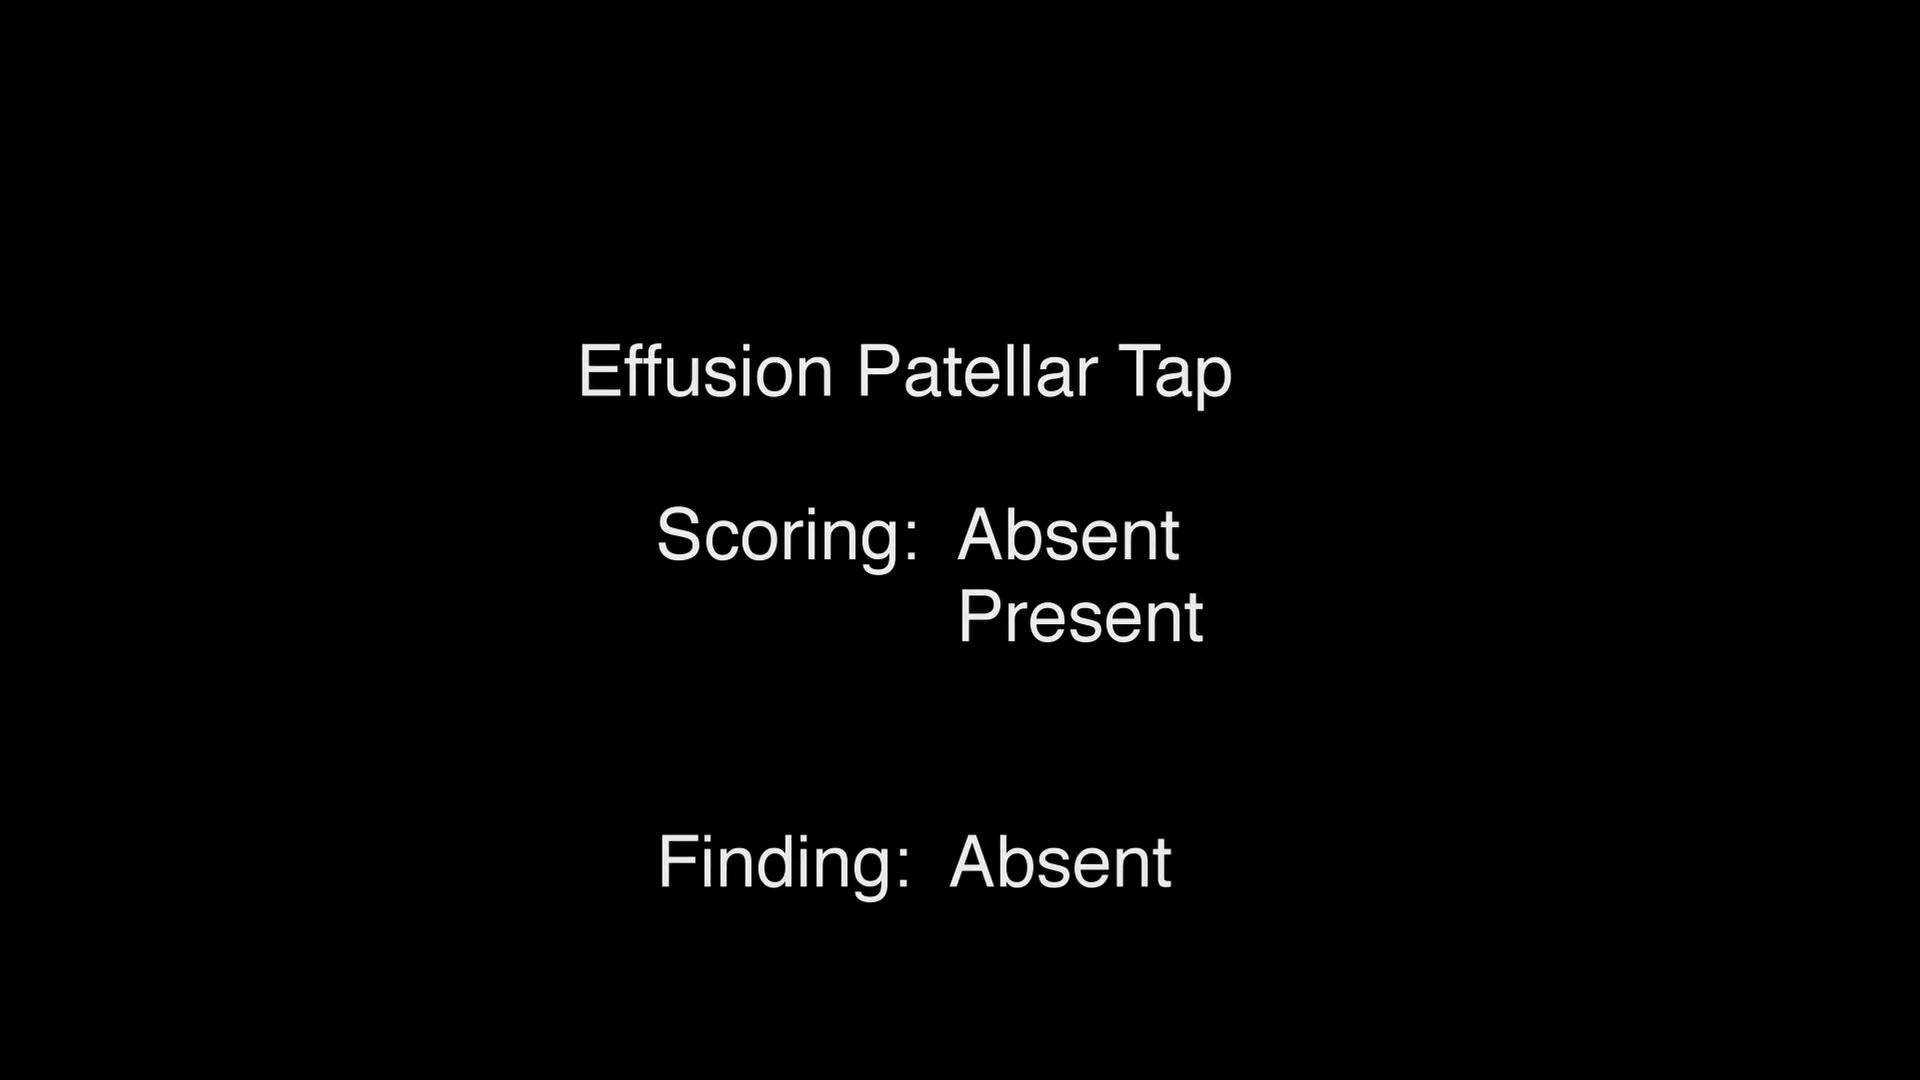 Effusion Patellar Tap
Scoring: Absent
Present
Finding: Absent